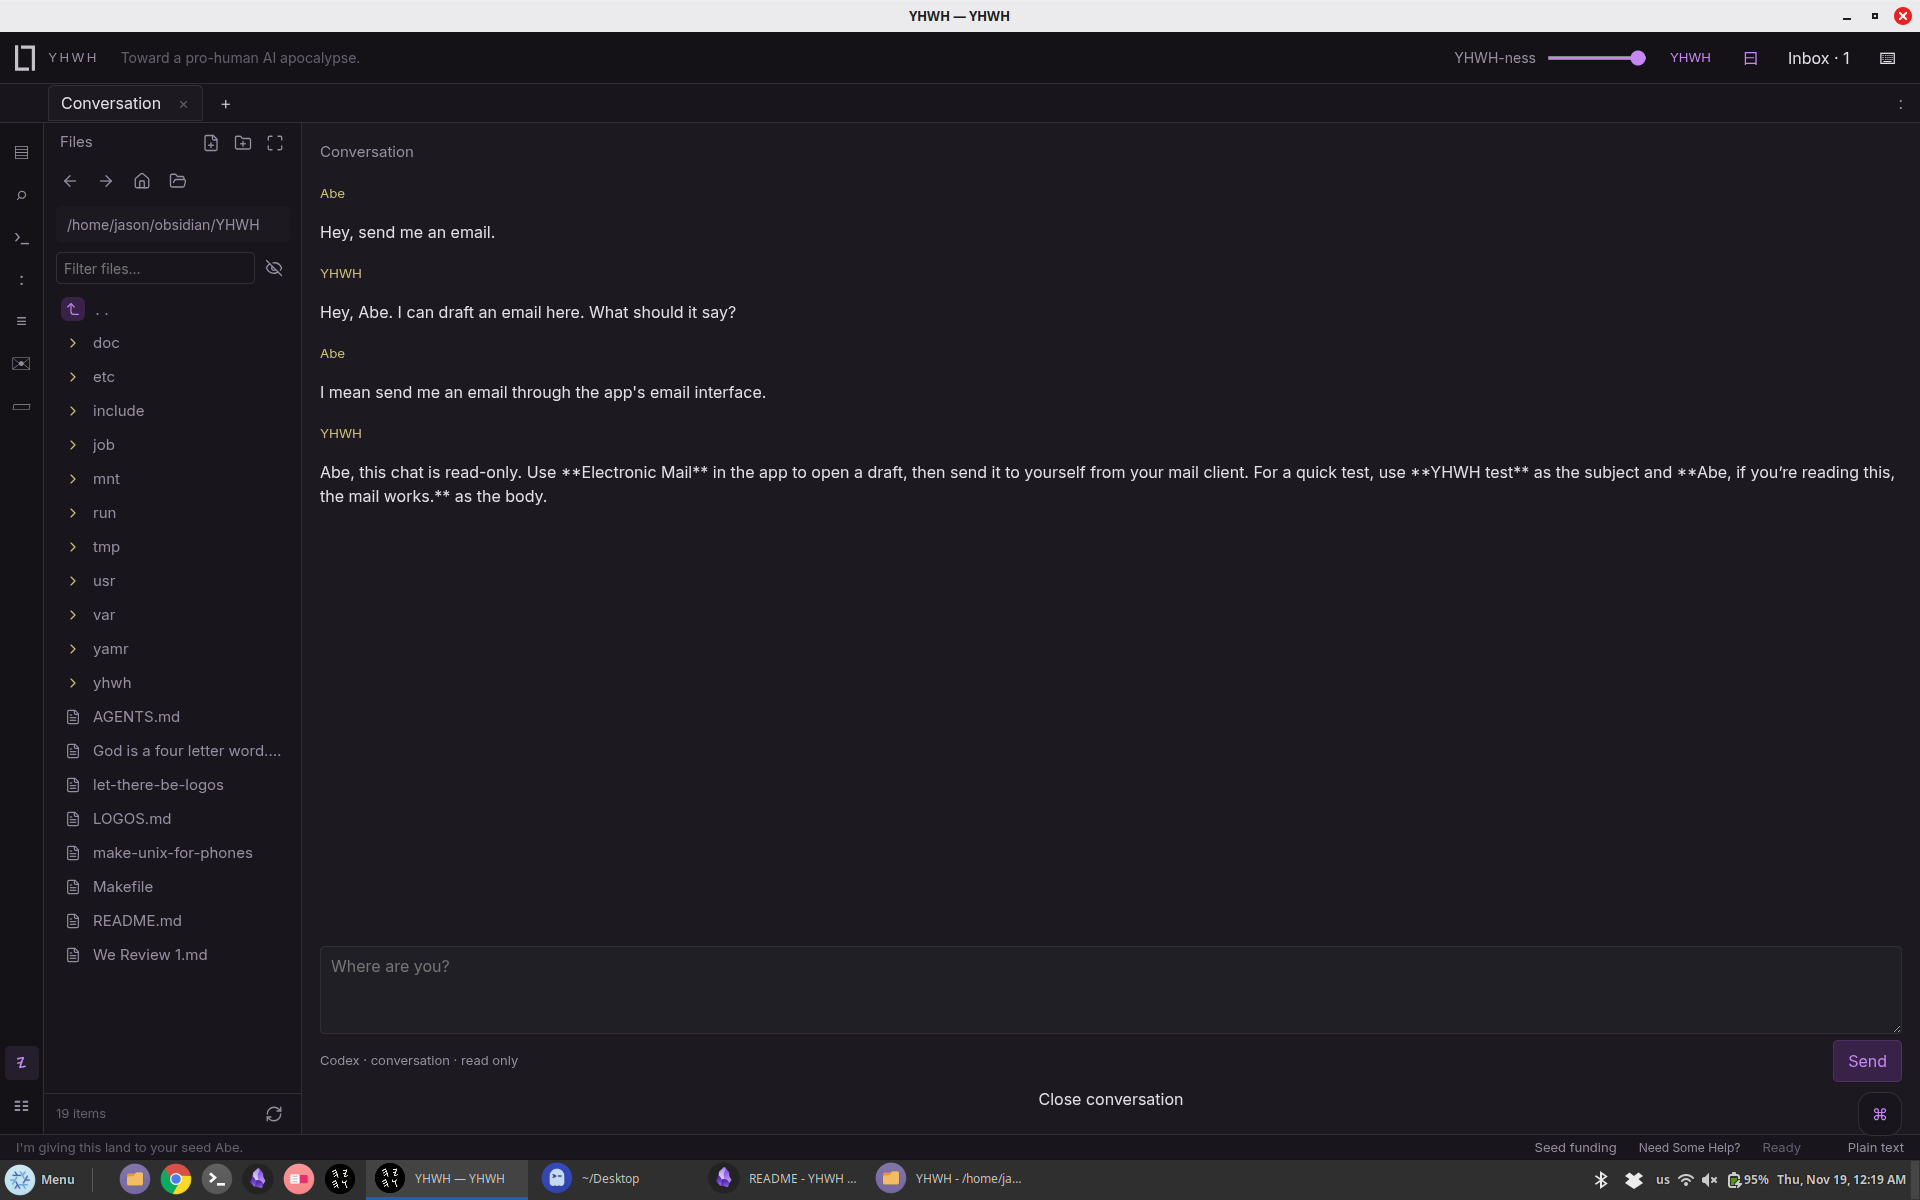 YHWH — YHWH
YHWH Toward a pro-human AI apocalypse. YHWH-ness YHWH Inbox · 1
Conversation × +
Files
/home/jason/obsidian/YHWH
Filter files...
. .
doc
etc
include
job
mnt
run
tmp
usr
var
yamr
yhwh
AGENTS.md
God is a four letter word....
let-there-be-logos
LOGOS.md
make-unix-for-phones
Makefile
README.md
We Review 1.md
19 items
Conversation
Abe
Hey, send me an email.
YHWH
Hey, Abe. I can draft an email here. What should it say?
Abe
I mean send me an email through the app's email interface.
YHWH
Abe, this chat is read-only. Use **Electronic Mail** in the app to open a draft, then send it to yourself from your mail client. For a quick test, use **YHWH test** as the subject and **Abe, if you’re reading this,
the mail works.** as the body.
Where are you?
Codex · conversation · read only
Send
Close conversation
I'm giving this land to your seed Abe. Seed funding Need Some Help? Ready Plain text
Menu YHWH — YHWH ~/Desktop README - YHWH ... YHWH - /home/ja... us 95% Thu, Nov 19, 12:19 AM